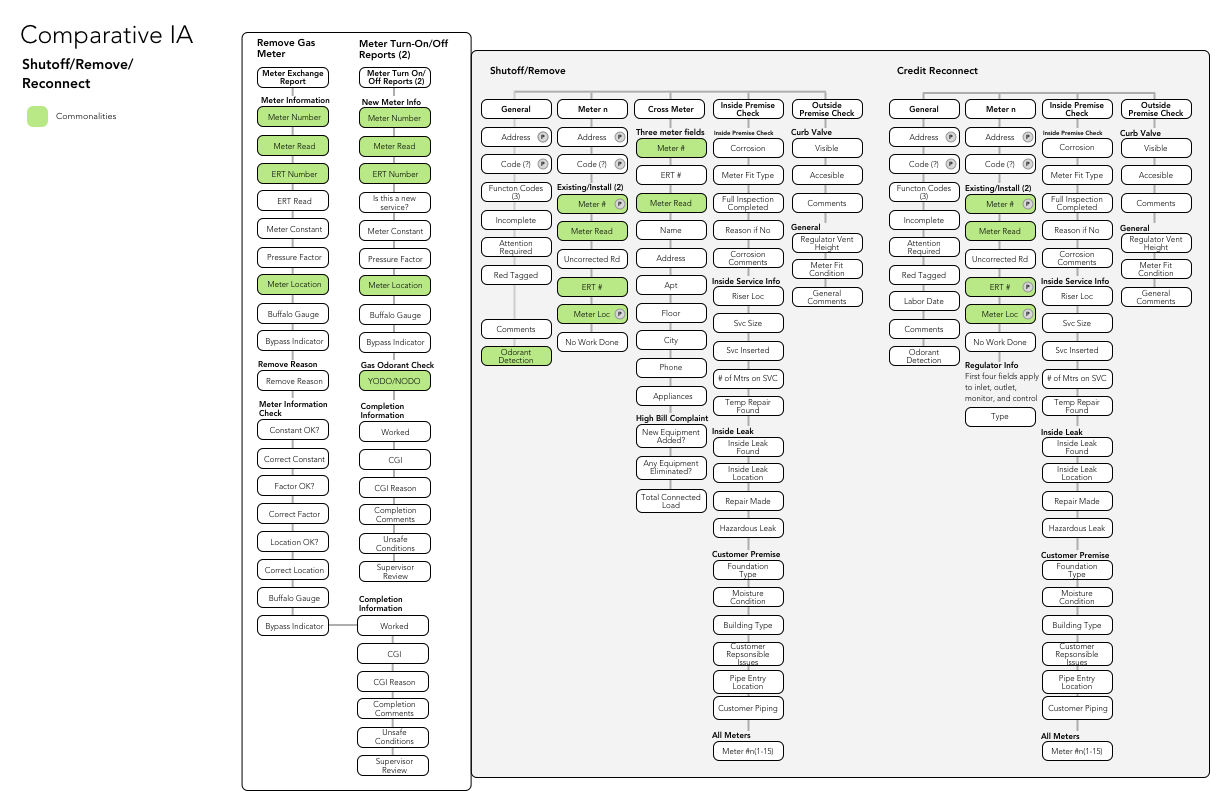 Comparative IA
Shutoff/Remove/
Reconnect
Commonalities
Remove Gas
Meter
Meter Exchange
Report
Meter Information
Meter Number
Meter Read
ERT Number
ERT Read
Meter Constant
Pressure Factor
Meter Location
Buffalo Gauge
Bypass Indicator
Remove Reason
Remove Reason
Meter Information
Check
Constant OK?
Correct Constant
Factor OK?
Correct Factor
Location OK?
Correct Location
Buffalo Gauge
Bypass Indicator
Meter Turn-On/Off
Reports (2)
Meter Turn On/
Off Reports (2)
New Meter Info
Meter Number
Meter Read
ERT Number
Is this a new
service?
Meter Constant
Pressure Factor
Meter Location
Buffalo Gauge
Bypass Indicator
Gas Odorant Check
YODO/NODO
Completion
Information
Worked
CGI
CGI Reason
Completion
Comments
Unsafe
Conditions
Supervisor
Review
Completion
Information
Worked
CGI
CGI Reason
Completion
Comments
Unsafe
Conditions
Supervisor
Review
Shutoff/Remove
General
Address P
Code (?) P
Functon Codes
(3)
Incomplete
Attention
Required
Red Tagged
Comments
Odorant
Detection
Meter n
Address P
Code (?) P
Existing/Install (2)
Meter # P
Meter Read
Uncorrected Rd
ERT #
Meter Loc P
No Work Done
Cross Meter
Three meter fields
Meter #
ERT #
Meter Read
Name
Address
Apt
Floor
City
Phone
Appliances
High Bill Complaint
New Equipment
Added?
Any Equipment
Eliminated?
Total Connected
Load
Inside Premise
Check
Inside Premise Check
Corrosion
Meter Fit Type
Full Inspection
Completed
Reason if No
Corrosion
Comments
Inside Service Info
Riser Loc
Svc Size
Svc Inserted
# of Mtrs on SVC
Temp Repair
Found
Inside Leak
Inside Leak
Found
Inside Leak
Location
Repair Made
Hazardous Leak
Customer Premise
Foundation
Type
Moisture
Condition
Building Type
Customer
Repsonsible
Issues
Pipe Entry
Location
Customer Piping
All Meters
Meter #n(1-15)
Outside
Premise Check
Curb Valve
Visible
Accesible
Comments
General
Regulator Vent
Height
Meter Fit
Condition
General
Comments
Credit Reconnect
General
Address P
Code (?) P
Functon Codes
(3)
Incomplete
Attention
Required
Red Tagged
Labor Date
Comments
Odorant
Detection
Meter n
Address P
Code (?) P
Existing/Install (2)
Meter # P
Meter Read
Uncorrected Rd
ERT # P
Meter Loc P
No Work Done
Regulator Info
First four fields apply
to inlet, outlet,
monitor, and control
Type
Inside Premise
Check
Inside Premise Check
Corrosion
Meter Fit Type
Full Inspection
Completed
Reason if No
Corrosion
Comments
Inside Service Info
Riser Loc
Svc Size
Svc Inserted
# of Mtrs on SVC
Temp Repair
Found
Inside Leak
Inside Leak
Found
Inside Leak
Location
Repair Made
Hazardous Leak
Customer Premise
Foundation
Type
Moisture
Condition
Building Type
Customer
Repsonsible
Issues
Pipe Entry
Location
Customer Piping
All Meters
Meter #n(1-15)
Outside
Premise Check
Curb Valve
Visible
Accesible
Comments
General
Regulator Vent
Height
Meter Fit
Condition
General
Comments